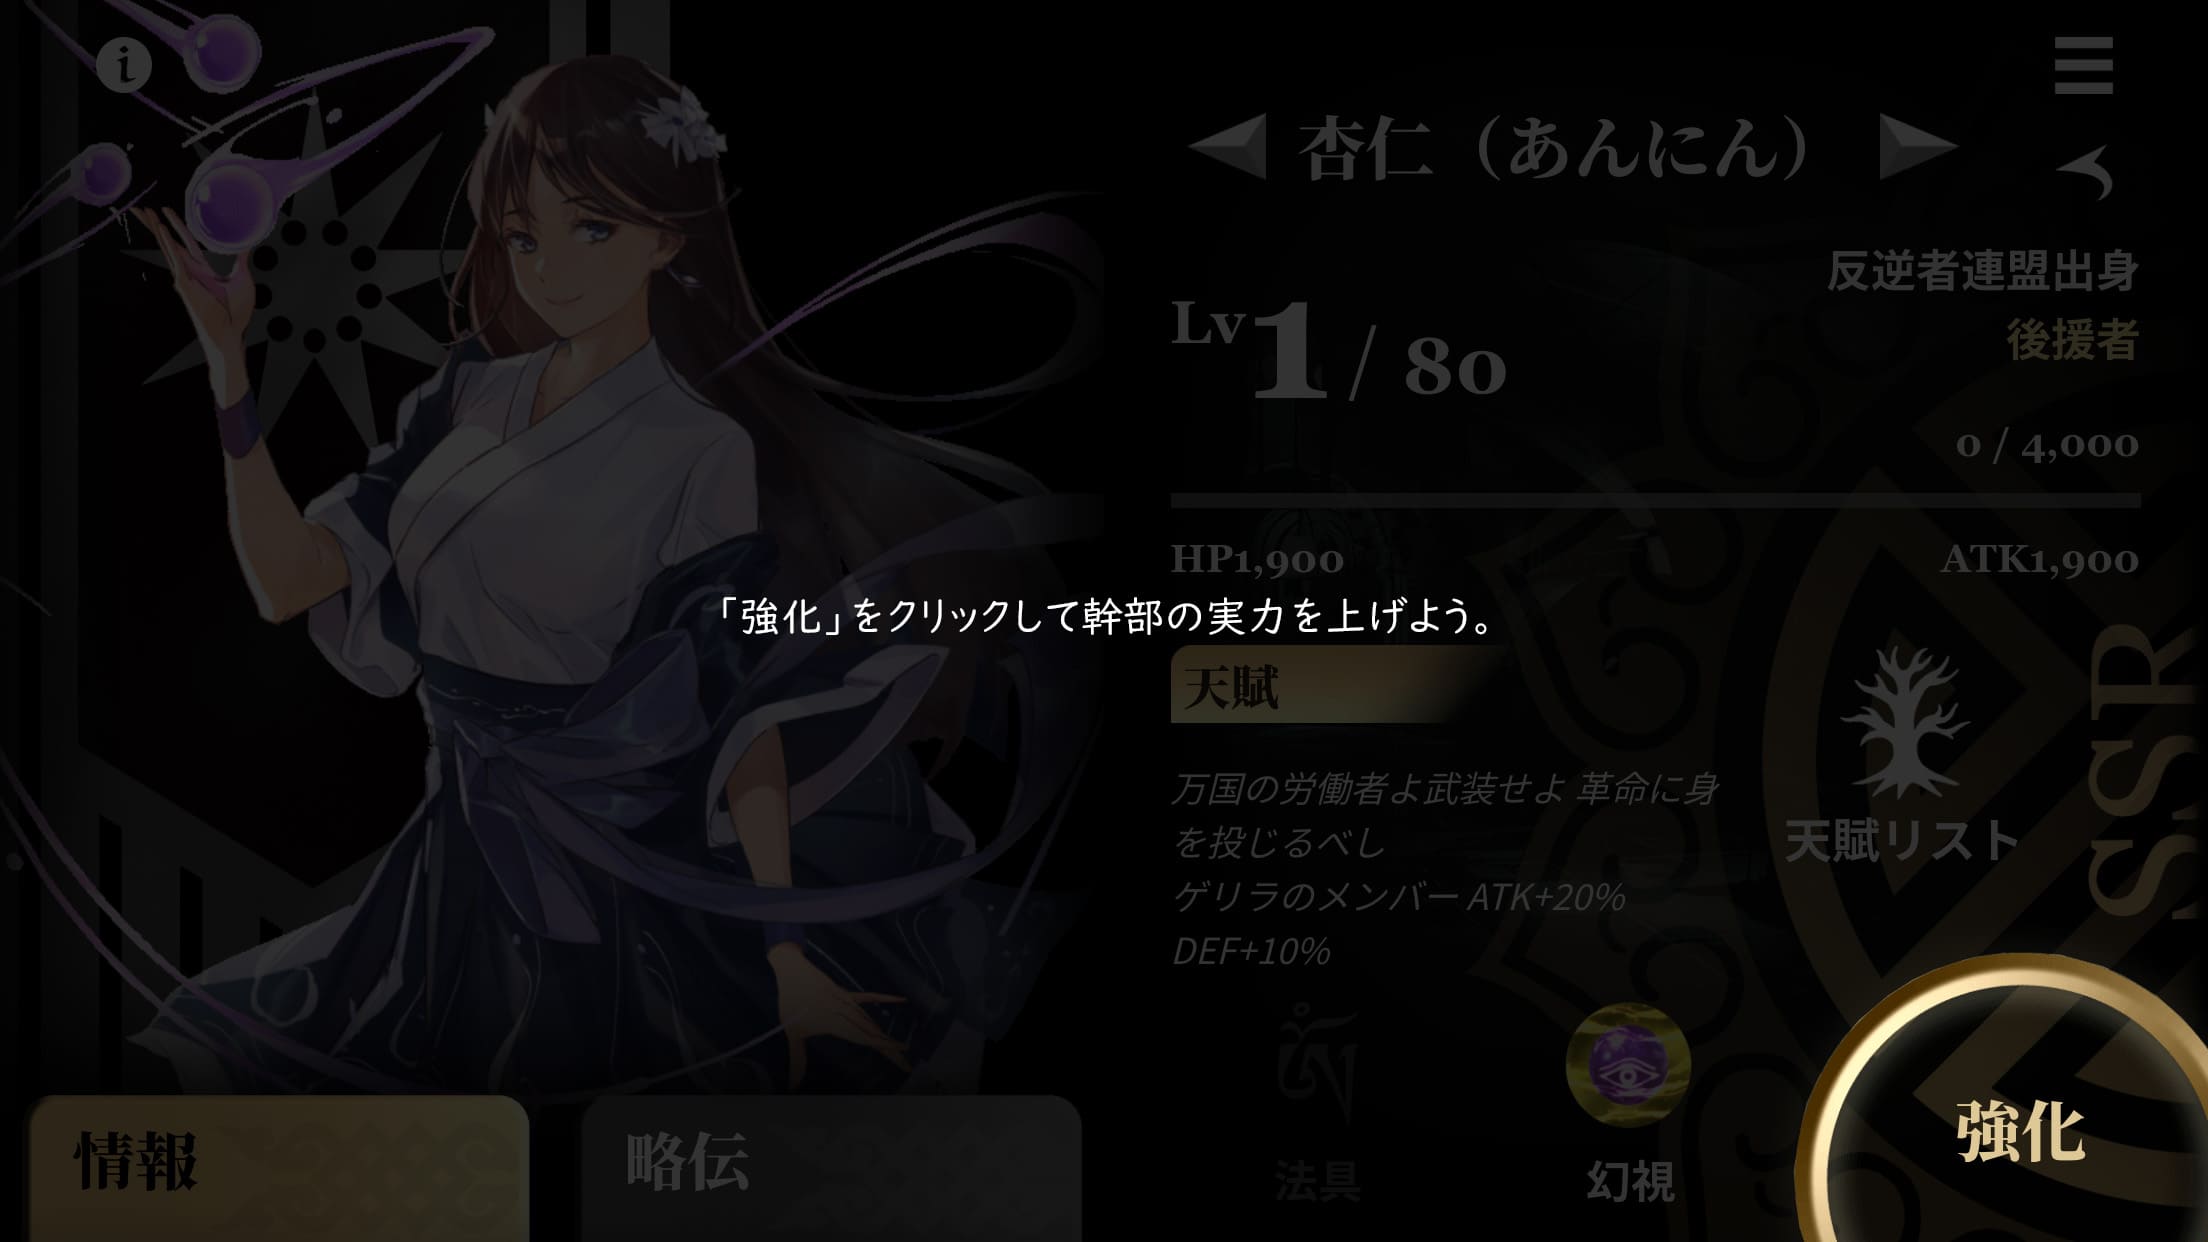 杏仁（あんにん）
反逆者連盟出身
後援者
Lv1 / 80
0 / 4,000
HP1,900
ATK1,900
「強化」をクリックして幹部の実力を上げよう。
天賦
万国の労働者よ武装せよ 革命に身
を投じるべし
ゲリラのメンバー ATK+20%
DEF+10%
天賦リスト
SSR
情報
略伝
法具
幻視
強化